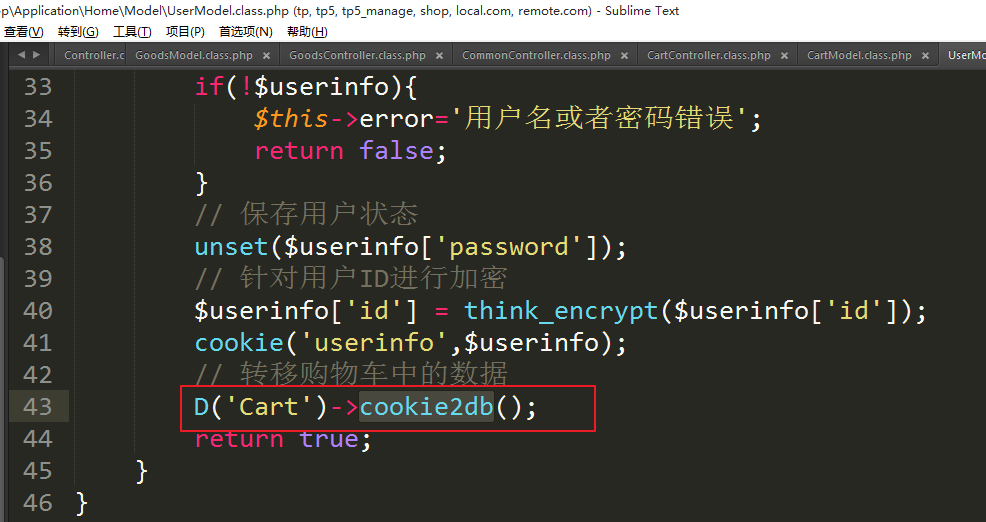 op\Application\Home\Model\UserModel.class.php (tp, tp5, tp5_manage, shop, local.com, remote.com) - Sublime Text
查看(V) 转到(G) 工具(T) 项目(P) 首选项(N) 帮助(H)
Controller.c GoodsModel.class.php × GoodsController.class.php × CommonController.class.php × CartController.class.php × CartModel.class.php × UserMo
33 if(!$userinfo){
34 $this->error='用户名或者密码错误';
35 return false;
36 }
37 // 保存用户状态
38 unset($userinfo['password']);
39 // 针对用户ID进行加密
40 $userinfo['id'] = think_encrypt($userinfo['id']);
41 cookie('userinfo',$userinfo);
42 // 转移购物车中的数据
43 D('Cart')->cookie2db();
44 return true;
45 }
46 }